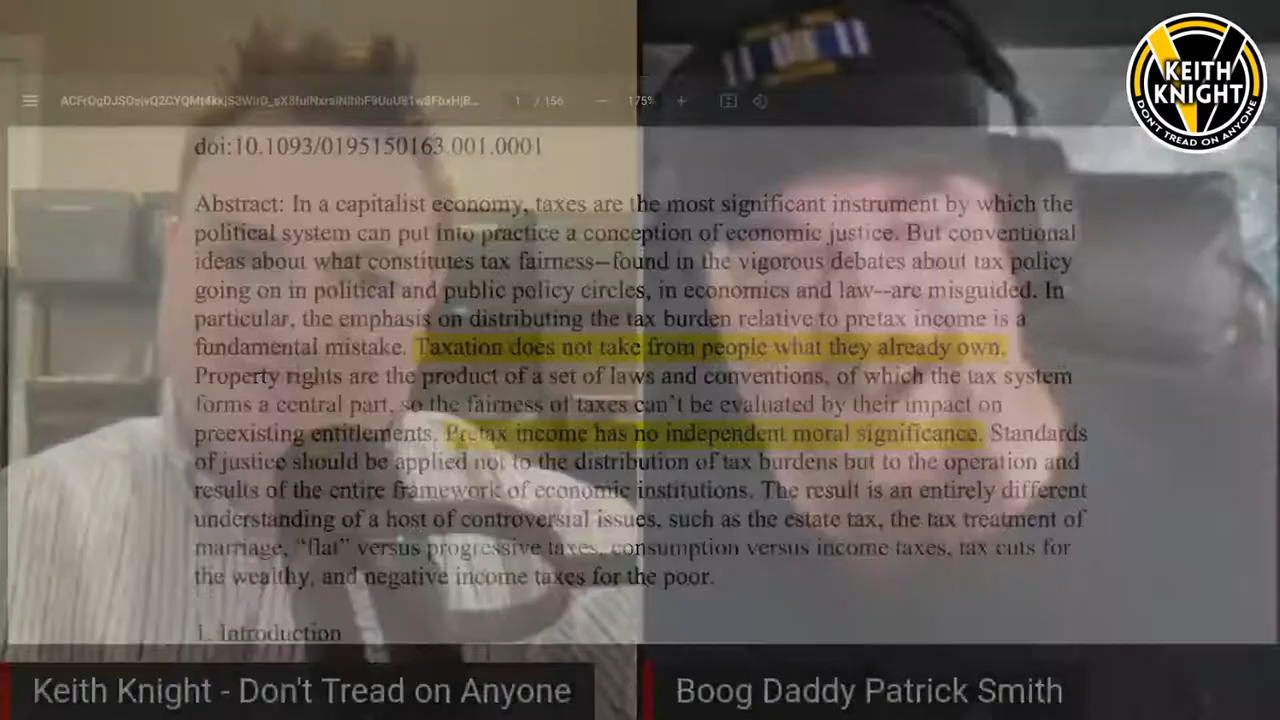 KEITH
KNIGHT
DON'T TREAD ON ANYONE
1 / 156
175%
doi:10.1093/0195150163.001.0001
Abstract: In a capitalist economy, taxes are the most significant instrument by which the
political system can put into practice a conception of economic justice. But conventional
ideas about what constitutes tax fairness–found in the vigorous debates about tax policy
going on in political and public policy circles, in economics and law--are misguided. In
particular, the emphasis on distributing the tax burden relative to pretax income is a
fundamental mistake. Taxation does not take from people what they already own.
Property rights are the product of a set of laws and conventions, of which the tax system
forms a central part, so the fairness of taxes can't be evaluated by their impact on
preexisting entitlements. Pretax income has no independent moral significance. Standards
of justice should be applied not to the distribution of tax burdens but to the operation and
results of the entire framework of economic institutions. The result is an entirely different
understanding of a host of controversial issues, such as the estate tax, the tax treatment of
marriage, “flat” versus progressive taxes, consumption versus income taxes, tax cuts for
the wealthy, and negative income taxes for the poor.
1. Introduction
Keith Knight - Don't Tread on Anyone
Boog Daddy Patrick Smith